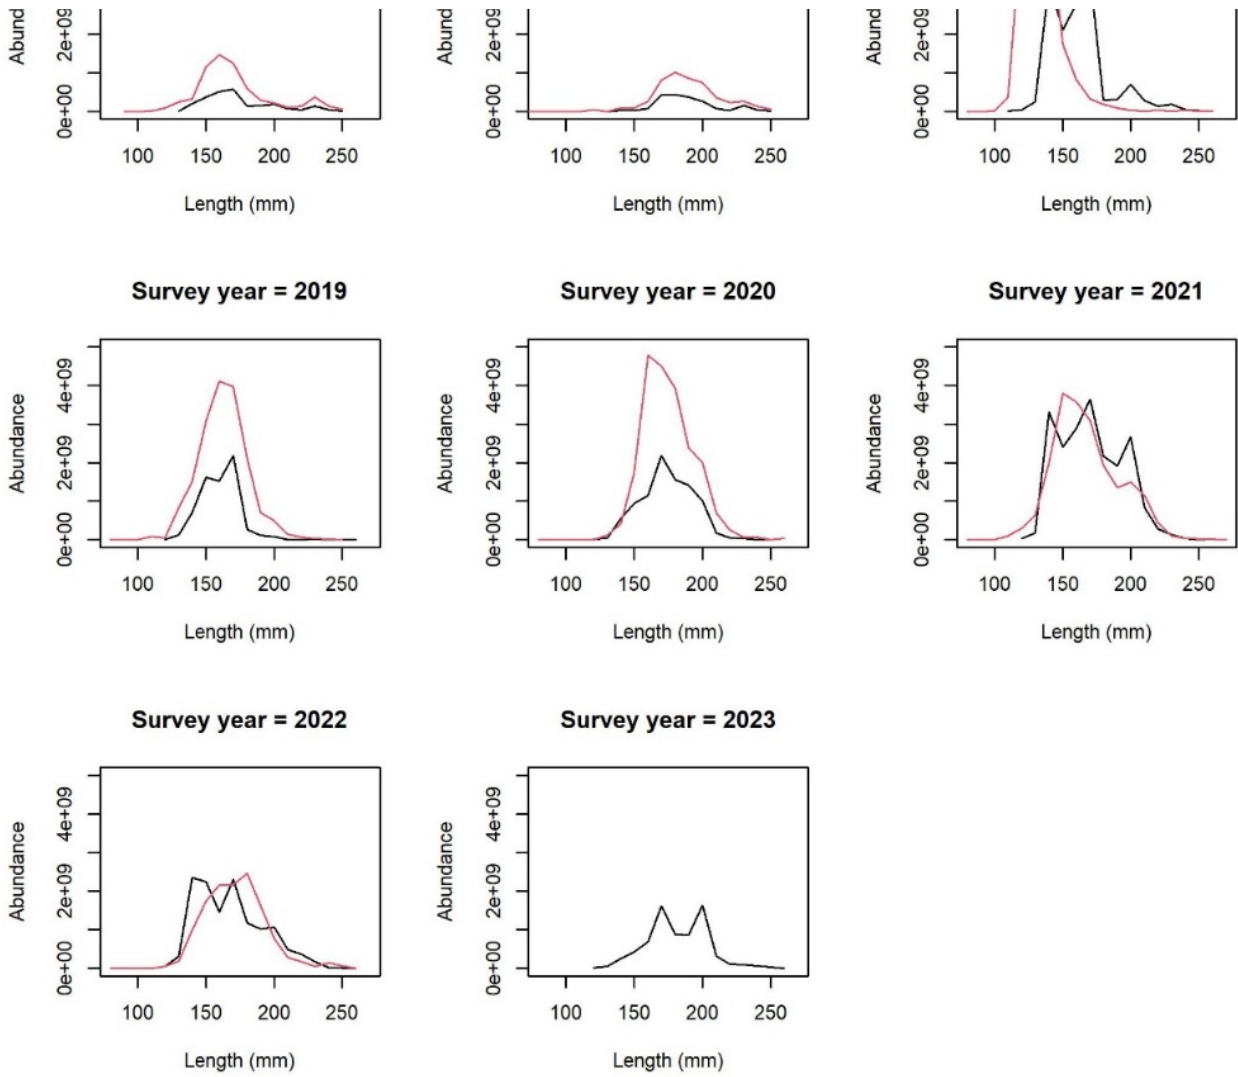 Abund
2e+09
0e+00
100 150 200 250
Length (mm)
Abund
2e+09
0e+00
100 150 200 250
Length (mm)
Abund
2e+09
0e+00
100 150 200 250
Length (mm)
Survey year = 2019
Abundance
4e+09
2e+09
0e+00
100 150 200 250
Length (mm)
Survey year = 2020
Abundance
4e+09
2e+09
0e+00
100 150 200 250
Length (mm)
Survey year = 2021
Abundance
4e+09
2e+09
0e+00
100 150 200 250
Length (mm)
Survey year = 2022
Abundance
4e+09
2e+09
0e+00
100 150 200 250
Length (mm)
Survey year = 2023
Abundance
4e+09
2e+09
0e+00
100 150 200 250
Length (mm)